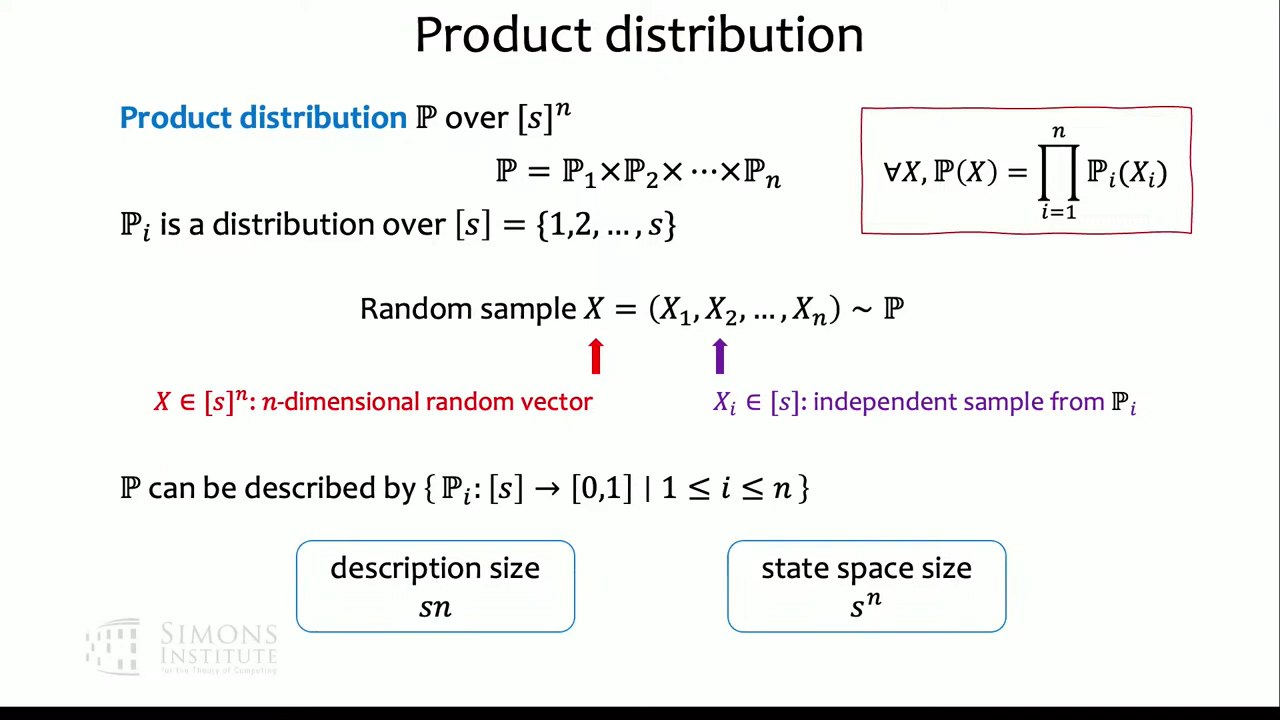 Product distribution
Product distribution ℙ over [s]ⁿ
ℙ = ℙ₁×ℙ₂× ⋯×ℙₙ
∀X, ℙ(X) = ∏ᵢ₌₁ⁿ ℙᵢ(Xᵢ)
ℙᵢ is a distribution over [s] = {1,2, … , s}
Random sample X = (X₁, X₂, … , Xₙ) ~ ℙ
X ∈ [s]ⁿ: n-dimensional random vector
Xᵢ ∈ [s]: independent sample from ℙᵢ
ℙ can be described by { ℙᵢ: [s] → [0,1] | 1 ≤ i ≤ n }
description size
sn
state space size
sⁿ
SIMONS
INSTITUTE
for the Theory of Computing